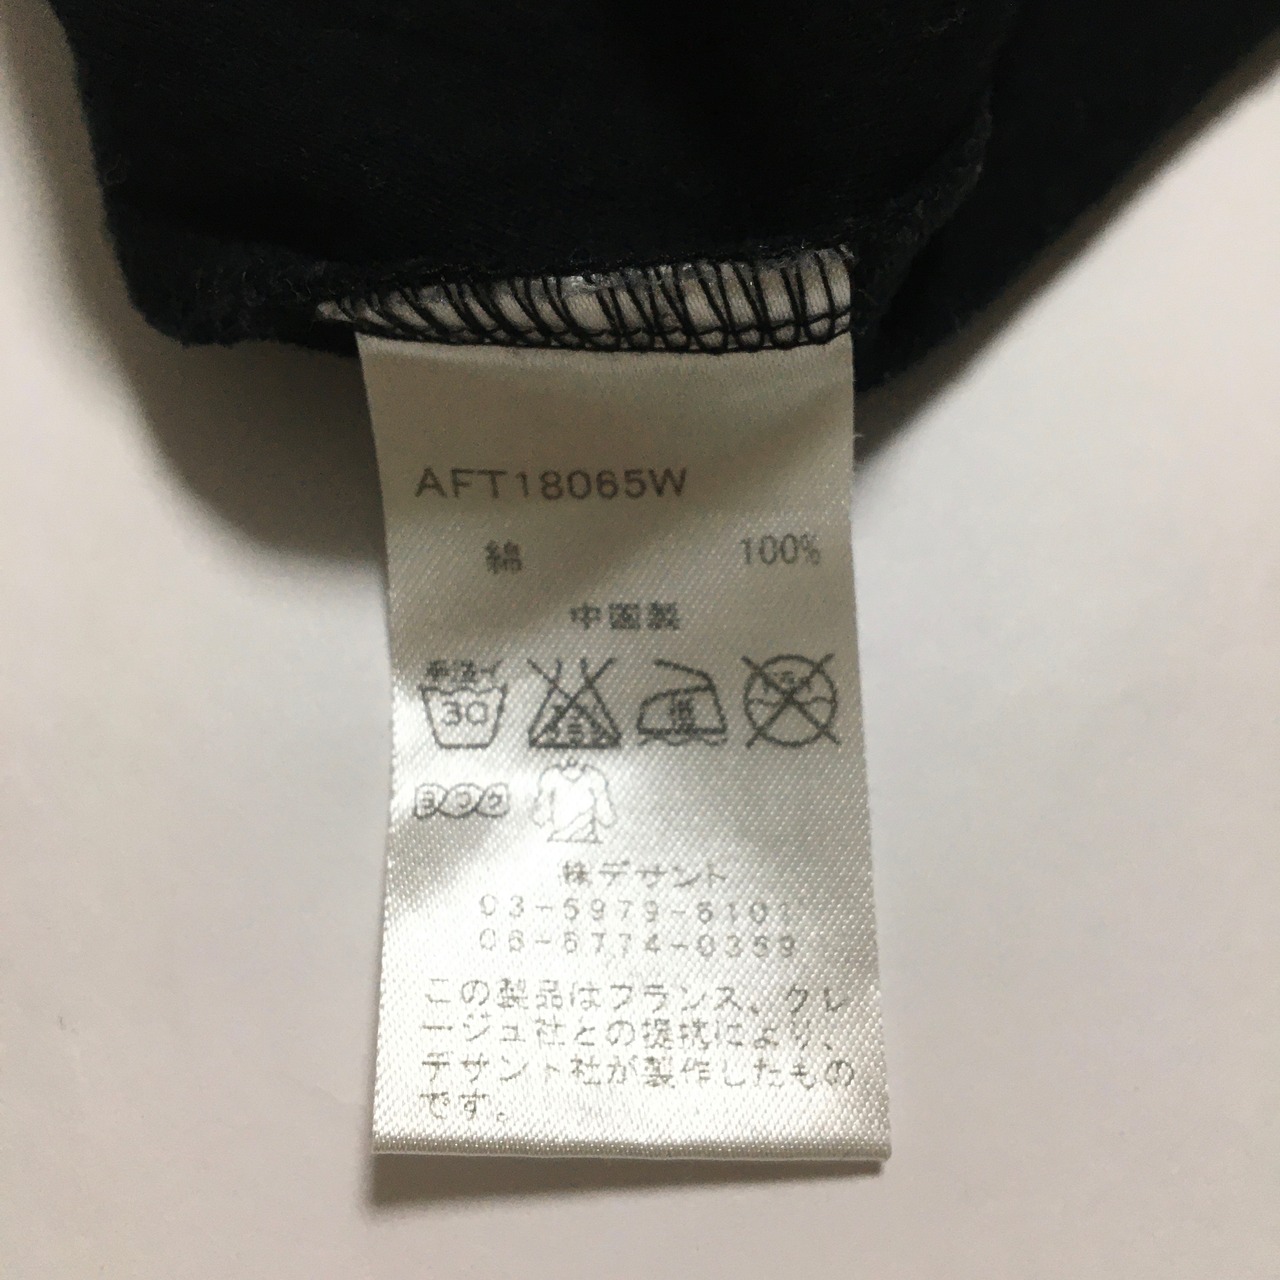 AFT18065W
綿 100%
中国製
手洗イ
30
低
ヨワク
株デサント
03-5979-6101
06-6774-0359
この製品はフランス、クレ
ージュ社との提携により、
デサント社が製作したもの
です。